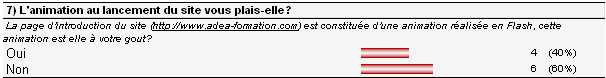 7) L'animation au lancement du site vous plais-elle?
La page d'introduction du site (http://www.adea-formation.com) est constituée d'une animation réalisée en Flash, cette
animation est elle à votre gout?
Oui 4 (40%)
Non 6 (60%)